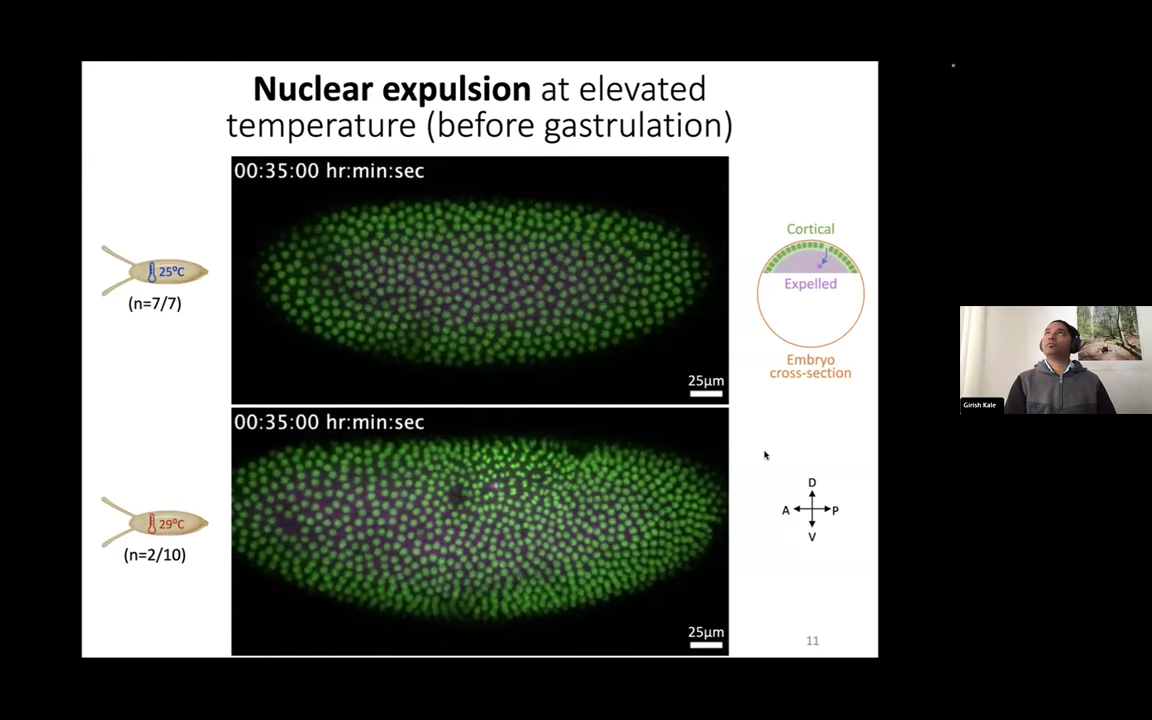 Nuclear expulsion at elevated
temperature (before gastrulation)
00:35:00 hr:min:sec
25°C
(n=7/7)
25μm
Cortical
Expelled
Embryo
cross-section
Girish Kale
00:35:00 hr:min:sec
29°C
(n=2/10)
25μm
D
A
P
V
11